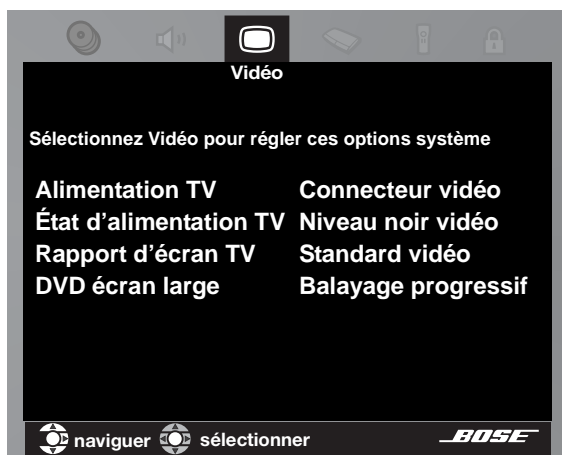 Vidéo
Sélectionnez Vidéo pour régler ces options système
Alimentation TV Connecteur vidéo
État d'alimentation TV Niveau noir vidéo
Rapport d'écran TV Standard vidéo
DVD écran large Balayage progressif
naviguer sélectionner BOSE